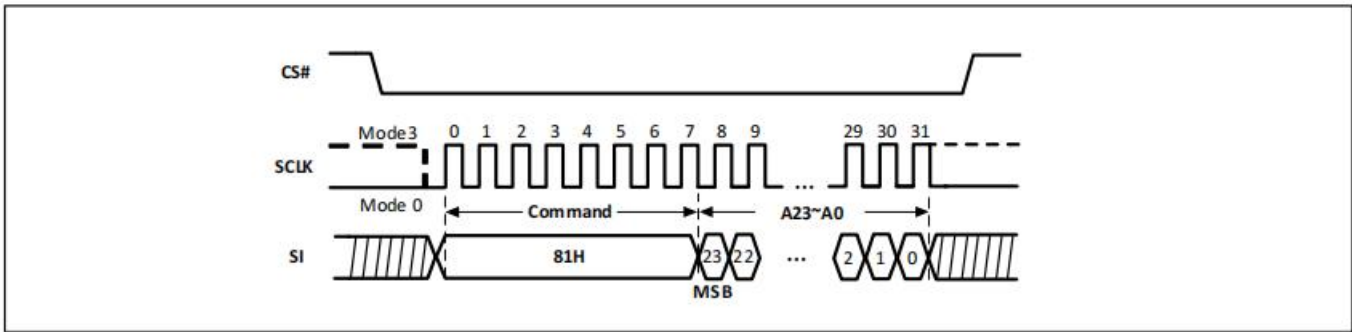 CS#
Mode3 0 1 2 3 4 5 6 7 8 9 29 30 31
SCLK
...
Mode 0
Command A23~A0
SI 81H 23 22 ... 2 1 0
MSB